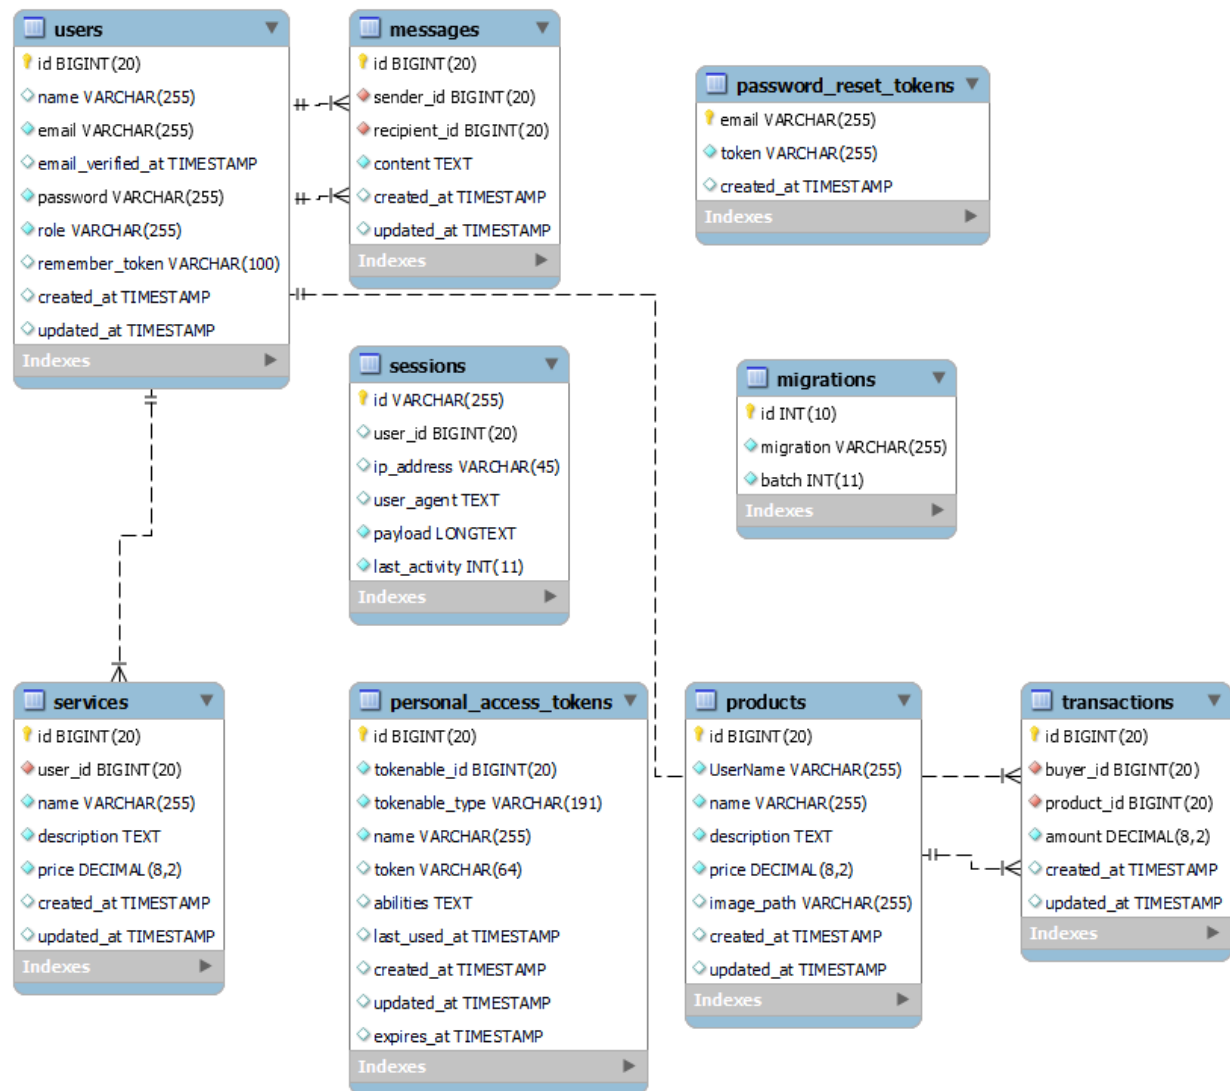 users
id BIGINT(20)
name VARCHAR(255)
email VARCHAR(255)
email_verified_at TIMESTAMP
password VARCHAR(255)
role VARCHAR(255)
remember_token VARCHAR(100)
created_at TIMESTAMP
updated_at TIMESTAMP
Indexes
messages
id BIGINT(20)
sender_id BIGINT(20)
recipient_id BIGINT(20)
content TEXT
created_at TIMESTAMP
updated_at TIMESTAMP
Indexes
password_reset_tokens
email VARCHAR(255)
token VARCHAR(255)
created_at TIMESTAMP
Indexes
sessions
id VARCHAR(255)
user_id BIGINT(20)
ip_address VARCHAR(45)
user_agent TEXT
payload LONGTEXT
last_activity INT(11)
Indexes
migrations
id INT(10)
migration VARCHAR(255)
batch INT(11)
Indexes
services
id BIGINT(20)
user_id BIGINT(20)
name VARCHAR(255)
description TEXT
price DECIMAL(8,2)
created_at TIMESTAMP
updated_at TIMESTAMP
Indexes
personal_access_tokens
id BIGINT(20)
tokenable_id BIGINT(20)
tokenable_type VARCHAR(191)
name VARCHAR(255)
token VARCHAR(64)
abilities TEXT
last_used_at TIMESTAMP
created_at TIMESTAMP
updated_at TIMESTAMP
expires_at TIMESTAMP
Indexes
products
id BIGINT(20)
UserName VARCHAR(255)
name VARCHAR(255)
description TEXT
price DECIMAL(8,2)
image_path VARCHAR(255)
created_at TIMESTAMP
updated_at TIMESTAMP
Indexes
transactions
id BIGINT(20)
buyer_id BIGINT(20)
product_id BIGINT(20)
amount DECIMAL(8,2)
created_at TIMESTAMP
updated_at TIMESTAMP
Indexes